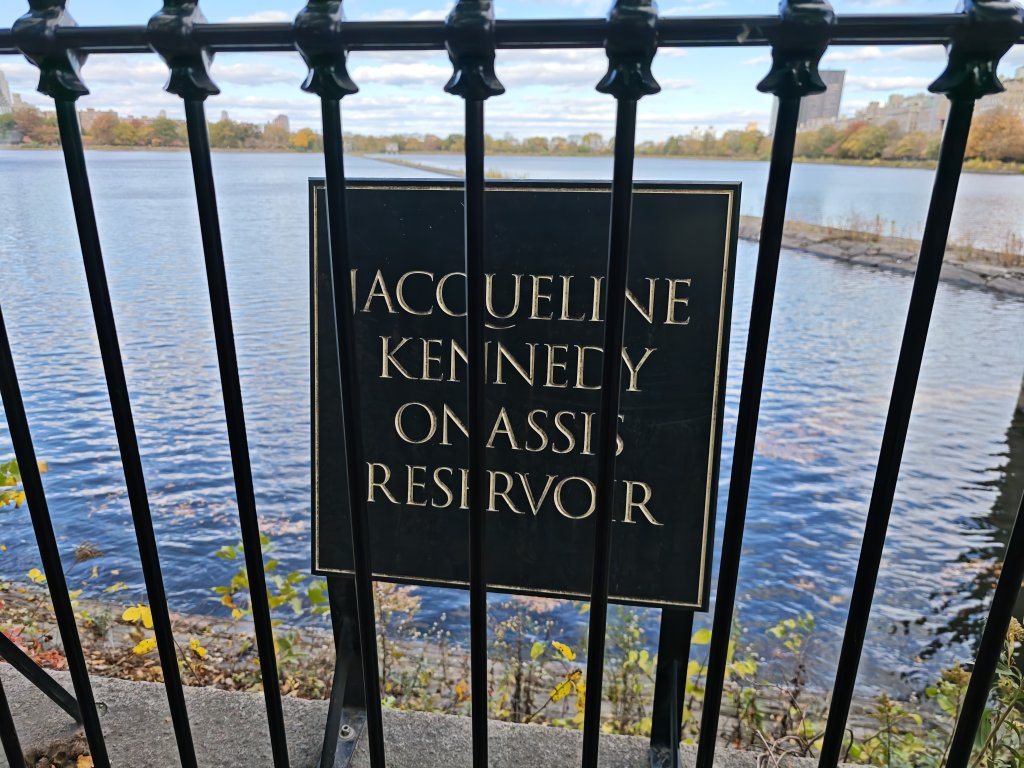 JACQUELINE
KENNEDY
ONASSIS
RESERVOIR